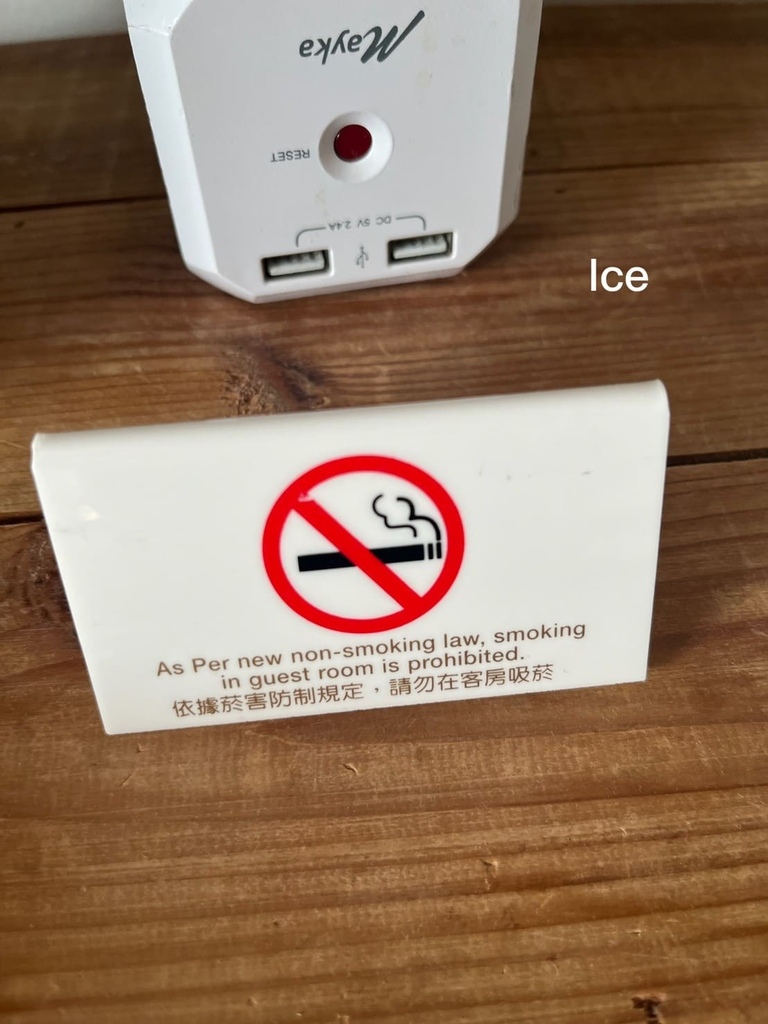 Mayka
RESET
DC 5V 2.4A
Ice
As Per new non-smoking law, smoking
in guest room is prohibited.
依據菸害防制規定，請勿在客房吸菸